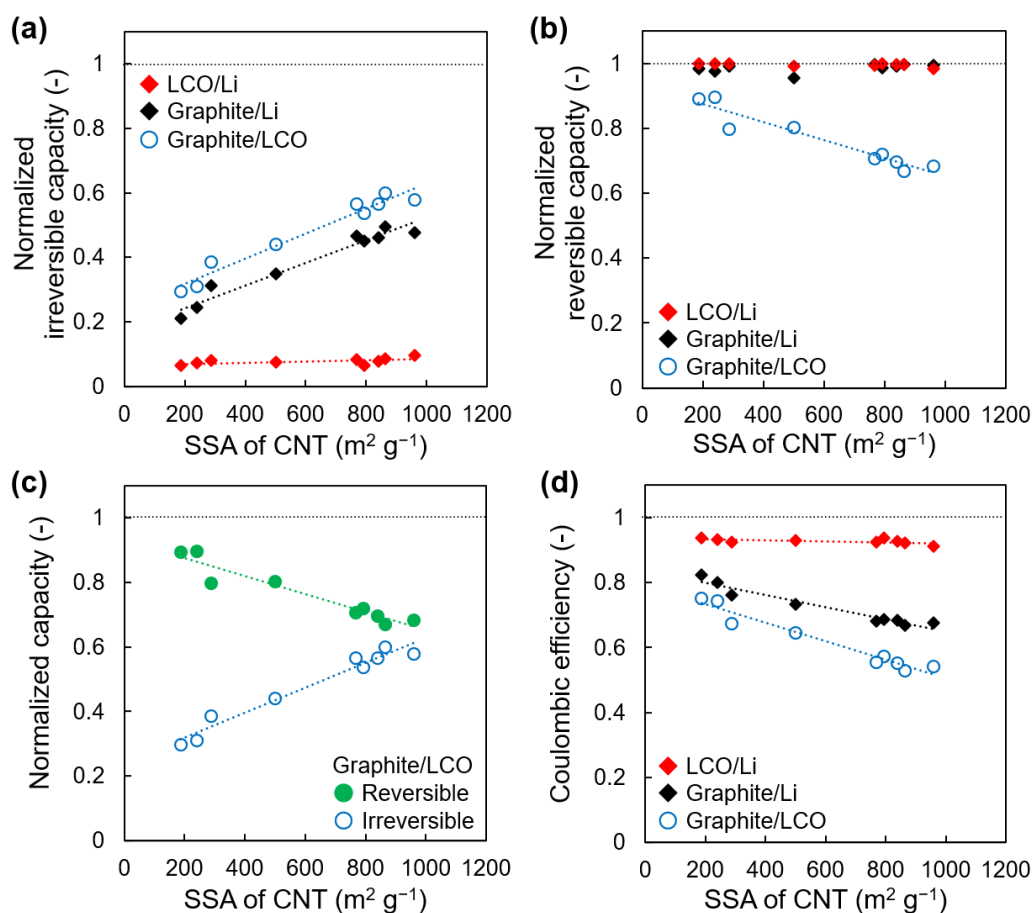 (a)
Normalized
irreversible capacity (-)
1
0.8
0.6
0.4
0.2
0
LCO/Li
Graphite/Li
Graphite/LCO
0 200 400 600 800 1000 1200
SSA of CNT (m² g⁻¹)
(b)
Normalized
reversible capacity (-)
1
0.8
0.6
0.4
0.2
0
LCO/Li
Graphite/Li
Graphite/LCO
0 200 400 600 800 1000 1200
SSA of CNT (m² g⁻¹)
(c)
Normalized capacity (-)
1
0.8
0.6
0.4
0.2
0
Graphite/LCO
Reversible
Irreversible
0 200 400 600 800 1000 1200
SSA of CNT (m² g⁻¹)
(d)
Coulombic efficiency (-)
1
0.8
0.6
0.4
0.2
0
LCO/Li
Graphite/Li
Graphite/LCO
0 200 400 600 800 1000 1200
SSA of CNT (m² g⁻¹)